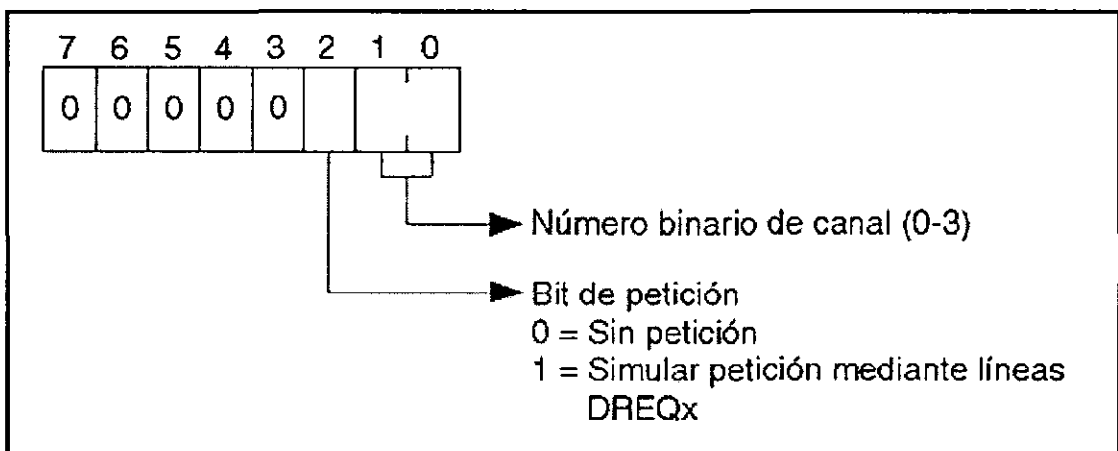 7 6 5 4 3 2 1 0
0 0 0 0 0
Número binario de canal (0-3)
Bit de petición
0 = Sin petición
1 = Simular petición mediante líneas
DREQx